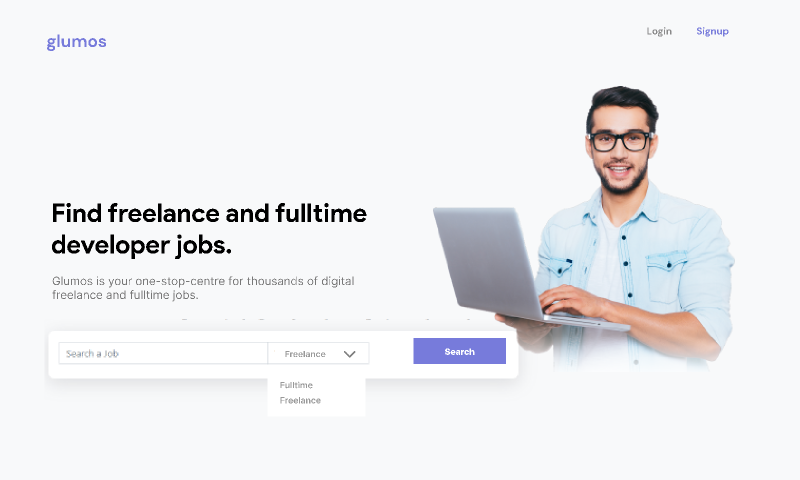 glumos
Login
Signup
Find freelance and fulltime
developer jobs.
Glumos is your one-stop-centre for thousands of digital
freelance and fulltime jobs.
Search a Job
Freelance
Search
Fulltime
Freelance